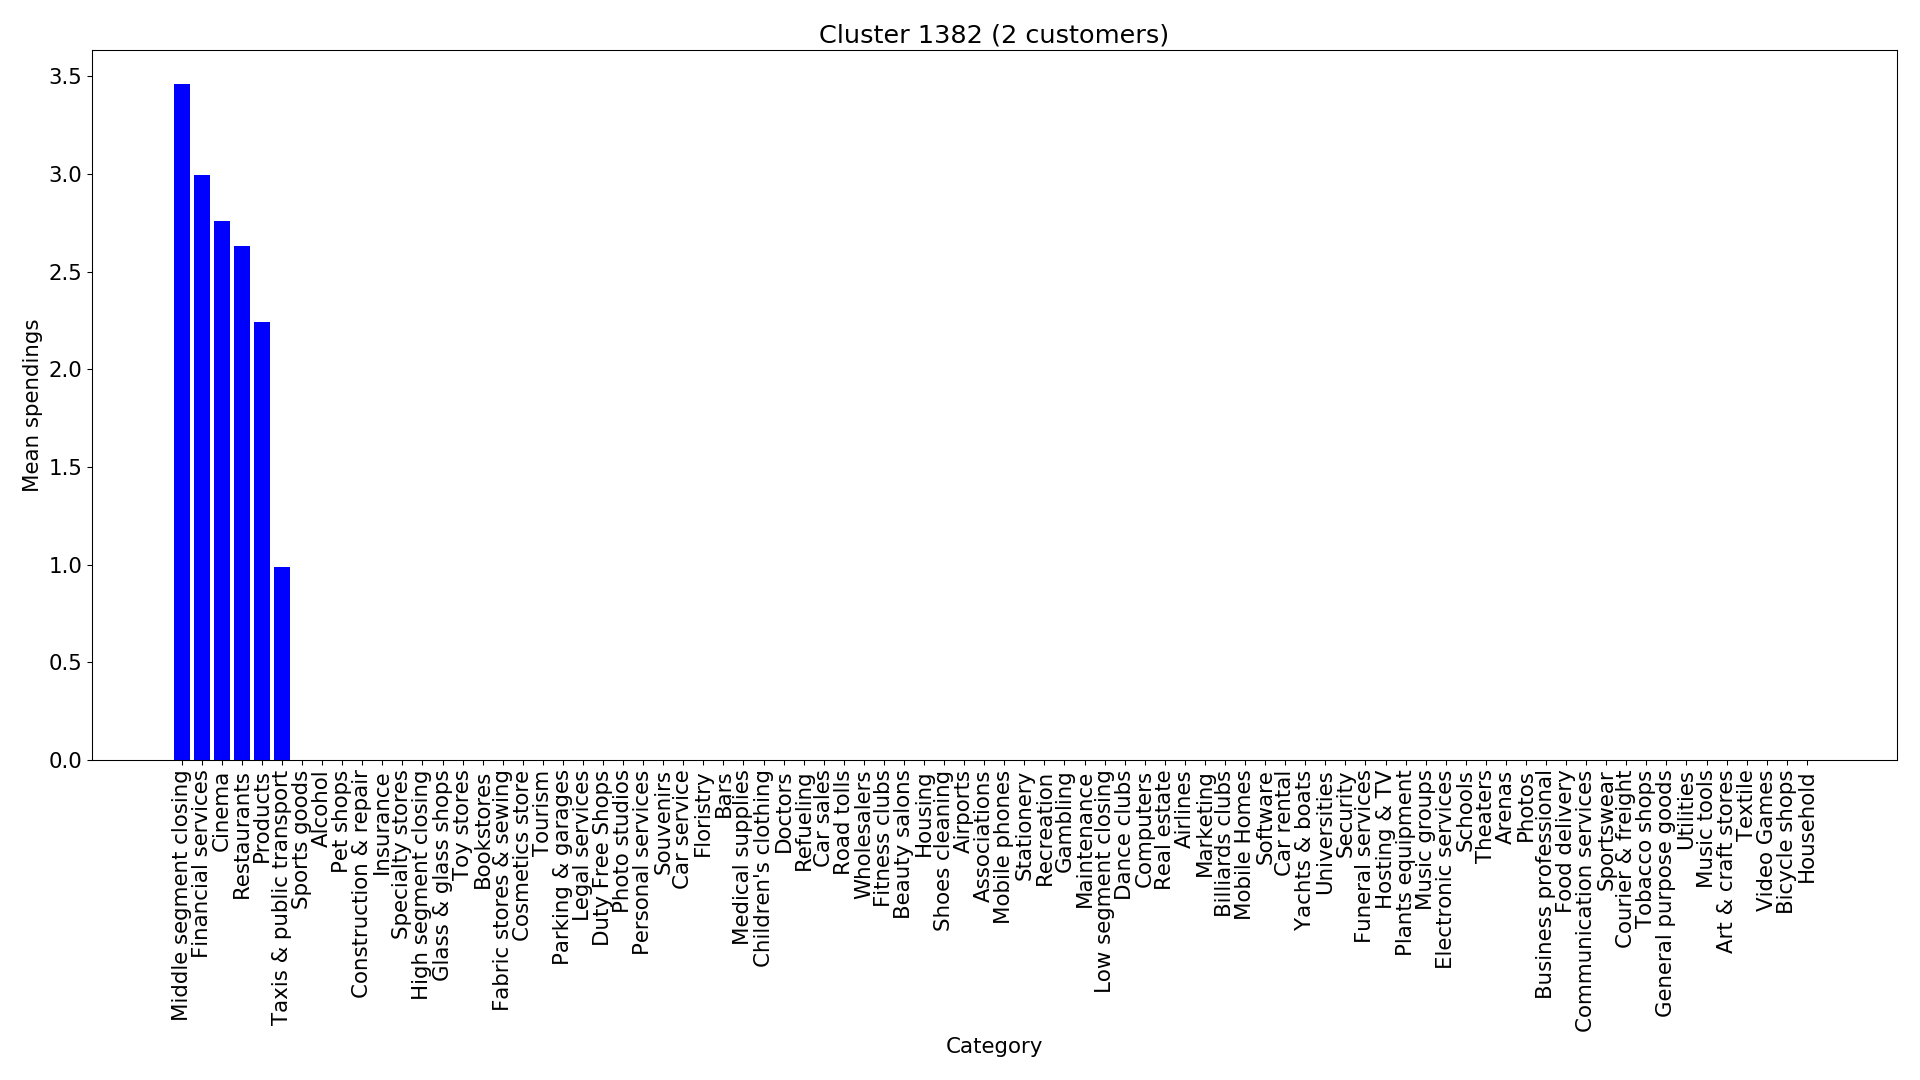 Cluster 1382 (2 customers)
Mean spendings
3.5
3.0
2.5
2.0
1.5
1.0
0.5
0.0
Middle segment closing
Financial services
Cinema
Restaurants
Products
Taxis & public transport
Sports goods
Alcohol
Pet shops
Construction & repair
Insurance
Specialty stores
High segment closing
Glass & glass shops
Toy stores
Bookstores
Fabric stores & sewing
Cosmetics store
Tourism
Parking & garages
Legal services
Duty Free Shops
Photo studios
Personal services
Souvenirs
Car service
Floristry
Bars
Medical supplies
Children's clothing
Doctors
Refueling
Car sales
Road tolls
Wholesalers
Fitness clubs
Beauty salons
Housing
Shoes cleaning
Airports
Associations
Mobile phones
Stationery
Recreation
Gambling
Maintenance
Low segment closing
Dance clubs
Computers
Real estate
Airlines
Marketing
Billiards clubs
Mobile Homes
Software
Car rental
Yachts & boats
Universities
Security
Funeral services
Hosting & TV
Plants equipment
Music groups
Electronic services
Schools
Theaters
Arenas
Photos
Business professional
Food delivery
Communication services
Sportswear
Courier & freight
Tobacco shops
General purpose goods
Utilities
Music tools
Art & craft stores
Textile
Video Games
Bicycle shops
Household
Category